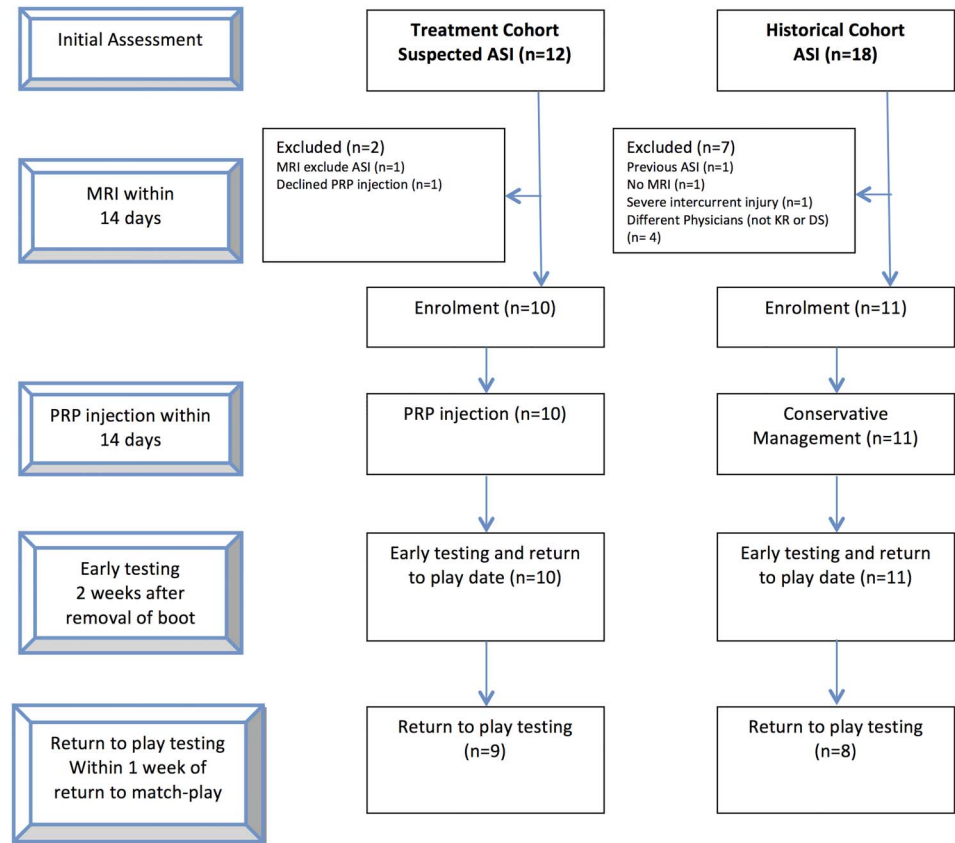 Initial Assessment
Treatment Cohort
Suspected ASI (n=12)
Historical Cohort
ASI (n=18)
MRI within
14 days
Excluded (n=2)
MRI exclude ASI (n=1)
Declined PRP injection (n=1)
Excluded (n=7)
Previous ASI (n=1)
No MRI (n=1)
Severe intercurrent injury (n=1)
Different Physicians (not KR or DS)
(n= 4)
Enrolment (n=10)
Enrolment (n=11)
PRP injection within
14 days
PRP injection (n=10)
Conservative
Management (n=11)
Early testing
2 weeks after
removal of boot
Early testing and return
to play date (n=10)
Early testing and return
to play date (n=11)
Return to play testing
Within 1 week of
return to match-play
Return to play testing
(n=9)
Return to play testing
(n=8)